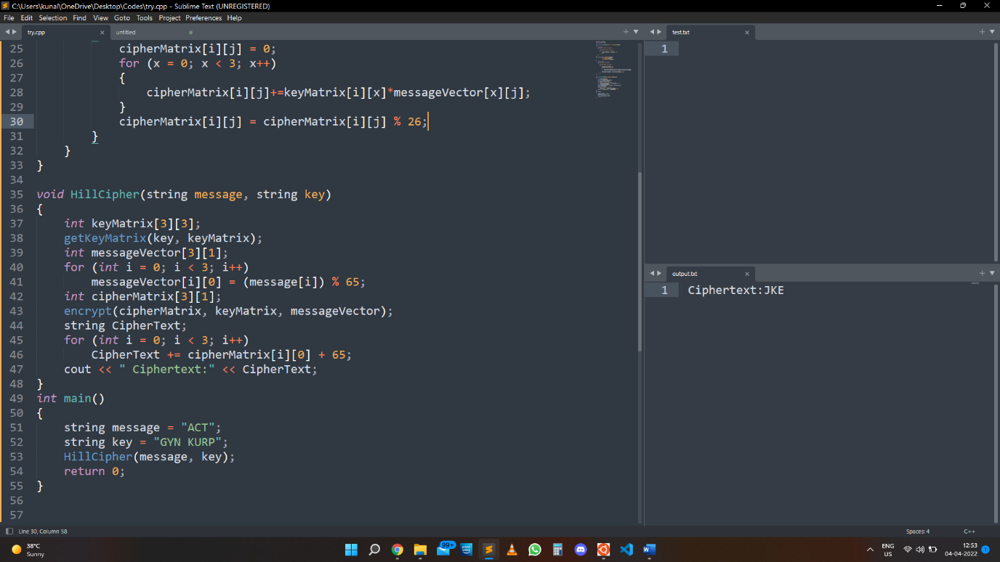 C:\Users\kunal\OneDrive\Desktop\Codes\try.cpp - Sublime Text (UNREGISTERED)
File Edit Selection Find View Goto Tools Project Preferences Help
try.cpp untitled
25 cipherMatrix[i][j] = 0;
26 for (x = 0; x < 3; x++)
27 {
28 cipherMatrix[i][j]+=keyMatrix[i][x]*messageVector[x][j];
29 }
30 cipherMatrix[i][j] = cipherMatrix[i][j] % 26;
31 }
32 }
33 }
34
35 void HillCipher(string message, string key)
36 {
37 int keyMatrix[3][3];
38 getKeyMatrix(key, keyMatrix);
39 int messageVector[3][1];
40 for (int i = 0; i < 3; i++)
41 messageVector[i][0] = (message[i]) % 65;
42 int cipherMatrix[3][1];
43 encrypt(cipherMatrix, keyMatrix, messageVector);
44 string CipherText;
45 for (int i = 0; i < 3; i++)
46 CipherText += cipherMatrix[i][0] + 65;
47 cout << " Ciphertext:" << CipherText;
48 }
49 int main()
50 {
51 string message = "ACT";
52 string key = "GYN KURP";
53 HillCipher(message, key);
54 return 0;
55 }
56
57
test.txt
1
output.txt
1 Ciphertext:JKE
Line 30, Column 58
Spaces: 4 C++
38°C
Sunny
99+
prime video
ENG
US
12:53
04-04-2022
1